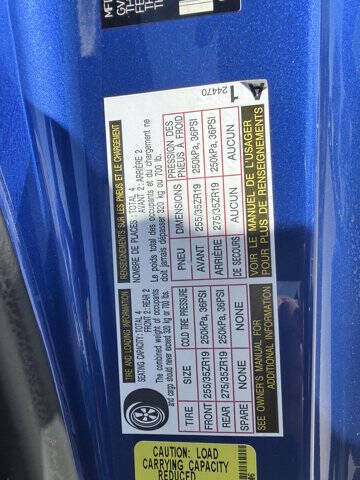 TIRE AND LOADING INFORMATION
SEATING CAPACITY: TOTAL 4
FRONT 2: REAR 2
The combined weight of occupants
and cargo should never exceed 320 kg or 700 lbs.
TIRE SIZE COLD TIRE PRESSURE
FRONT 255/35ZR19 250kPa, 36PSI
REAR 275/35ZR19 250kPa, 36PSI
SPARE NONE NONE
SEE OWNER'S MANUAL FOR
ADDITIONAL INFORMATION
RENSEIGNEMENTS SUR LES PNEUS ET LE CHARGEMENT
NOMBRE DE PLACES: TOTAL 4
AVANT 2: ARRIÈRE 2
Le poids total des occupants et du chargement ne
doit jamais dépasser 320 kg ou 700 lb.
PNEU DIMENSIONS PRESSION DES
PNEUS À FROID
AVANT 255/35ZR19 250kPa, 36PSI
ARRIÈRE 275/35ZR19 250kPa, 36PSI
DE SECOURS AUCUN AUCUN
VOIR LE MANUEL DE L'USAGER
POUR PLUS DE RENSEIGNEMENTS
A
1
24470
CAUTION: LOAD
CARRYING CAPACITY
REDUCED